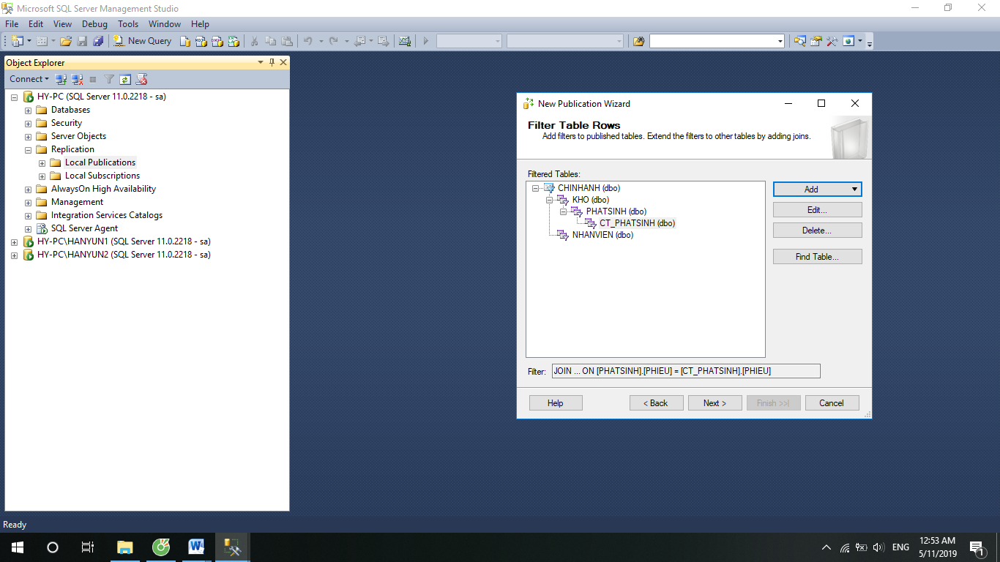 Microsoft SQL Server Management Studio
File Edit View Debug Tools Window Help
New Query
Object Explorer
Connect
HY-PC (SQL Server 11.0.2218 - sa)
Databases
Security
Server Objects
Replication
Local Publications
Local Subscriptions
AlwaysOn High Availability
Management
Integration Services Catalogs
SQL Server Agent
HY-PC\HANYUN1 (SQL Server 11.0.2218 - sa)
HY-PC\HANYUN2 (SQL Server 11.0.2218 - sa)
New Publication Wizard
Filter Table Rows
Add filters to published tables. Extend the filters to other tables by adding joins.
Filtered Tables:
CHINHANH (dbo)
KHO (dbo)
PHATSINH (dbo)
CT_PHATSINH (dbo)
NHANVIEN (dbo)
Add
Edit...
Delete...
Find Table...
Filter: JOIN ... ON [PHATSINH].[PHIEU] = [CT_PHATSINH].[PHIEU]
Help < Back Next > Finish >>| Cancel
Ready
ENG
12:53 AM
5/11/2019
1